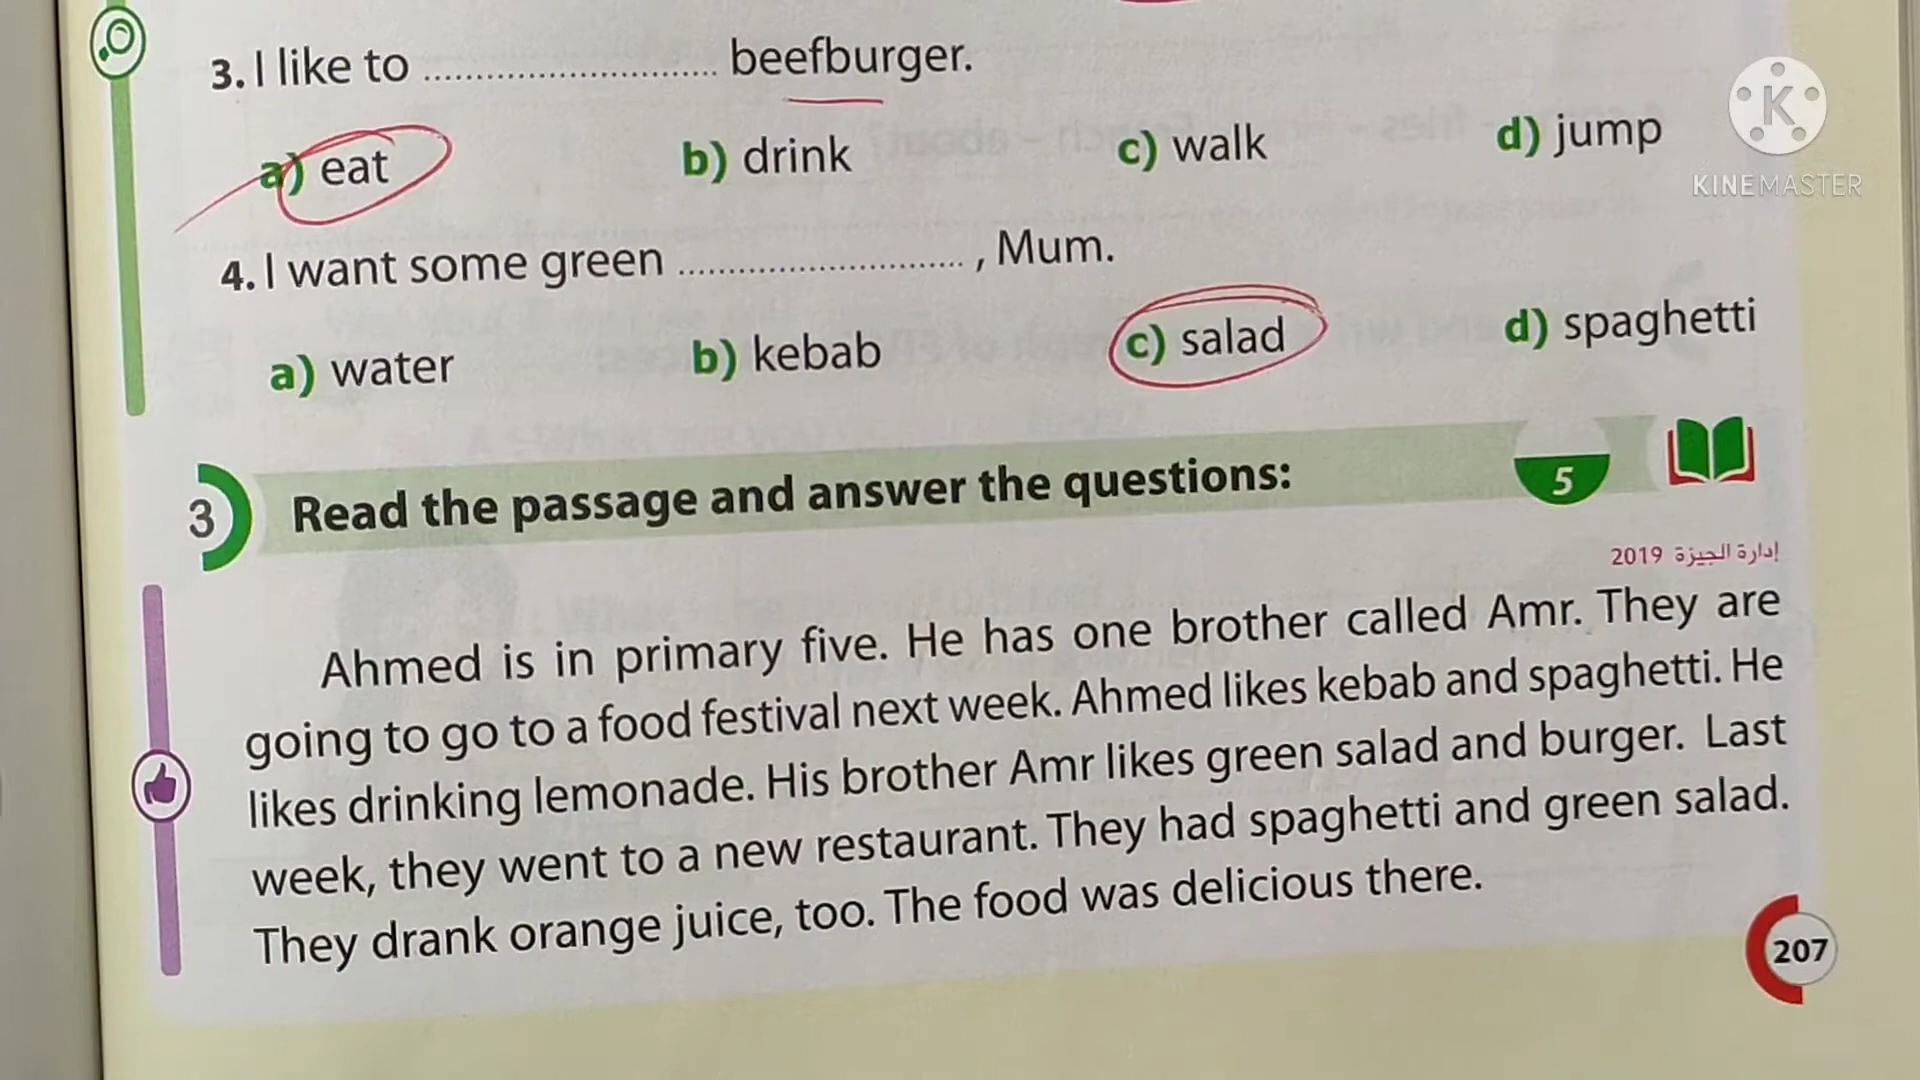 3. I like to ............................ beefburger.
a) eat b) drink c) walk d) jump
4. I want some green ............................ , Mum.
a) water b) kebab c) salad d) spaghetti
3 Read the passage and answer the questions: 5
إدارة الجيزة 2019
Ahmed is in primary five. He has one brother called Amr. They are
going to go to a food festival next week. Ahmed likes kebab and spaghetti. He
likes drinking lemonade. His brother Amr likes green salad and burger. Last
week, they went to a new restaurant. They had spaghetti and green salad.
They drank orange juice, too. The food was delicious there.
207
K
KINEMASTER